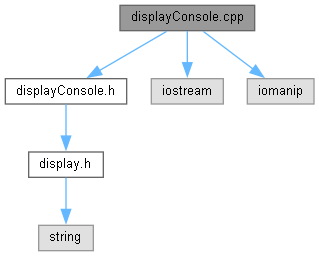 displayConsole.cpp
displayConsole.h
iostream
iomanip
display.h
string